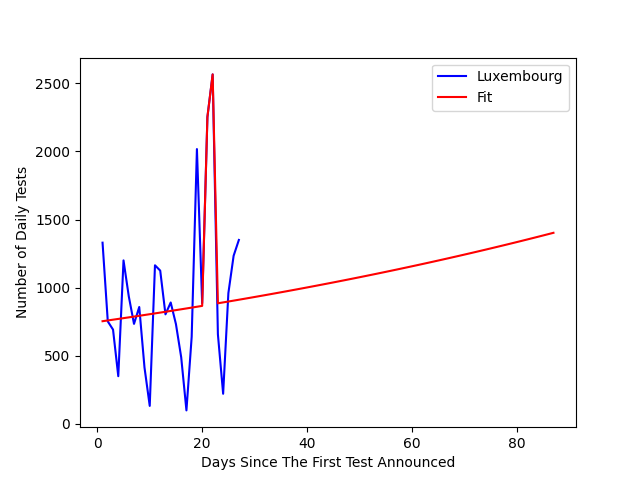 Luxembourg
Fit
Number of Daily Tests
2500
2000
1500
1000
500
0
0 20 40 60 80
Days Since The First Test Announced